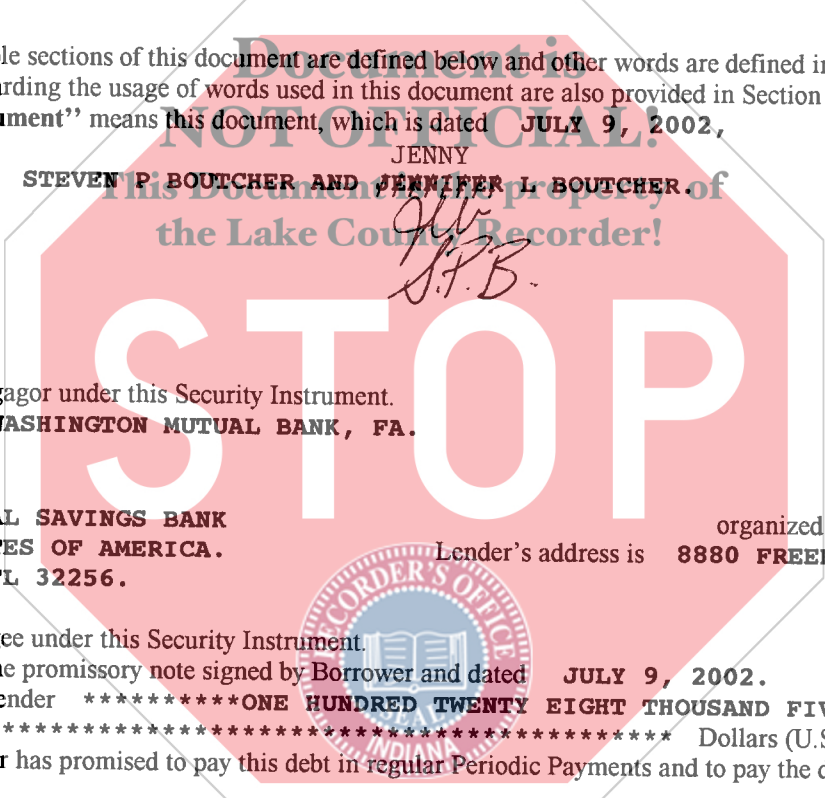 Document is
le sections of this document are defined below and other words are defined in
rding the usage of words used in this document are also provided in Section
NOT OFFICIAL!
ument” means this document, which is dated JULY 9, 2002,
JENNY
STEVEN P BOUTCHER AND JENNIFER L BOUTCHER.
This Document is the property of
the Lake County Recorder!
S.P.B.
STOP
gagor under this Security Instrument.
WASHINGTON MUTUAL BANK, FA.
L SAVINGS BANK
organized
ES OF AMERICA.
Lender’s address is 8880 FREE
L 32256.
RECORDER'S OFFICE
SEAL
INDIANA
ee under this Security Instrument.
e promissory note signed by Borrower and dated JULY 9, 2002.
ender **********ONE HUNDRED TWENTY EIGHT THOUSAND FIV
****************************************** Dollars (U.S
r has promised to pay this debt in regular Periodic Payments and to pay the d